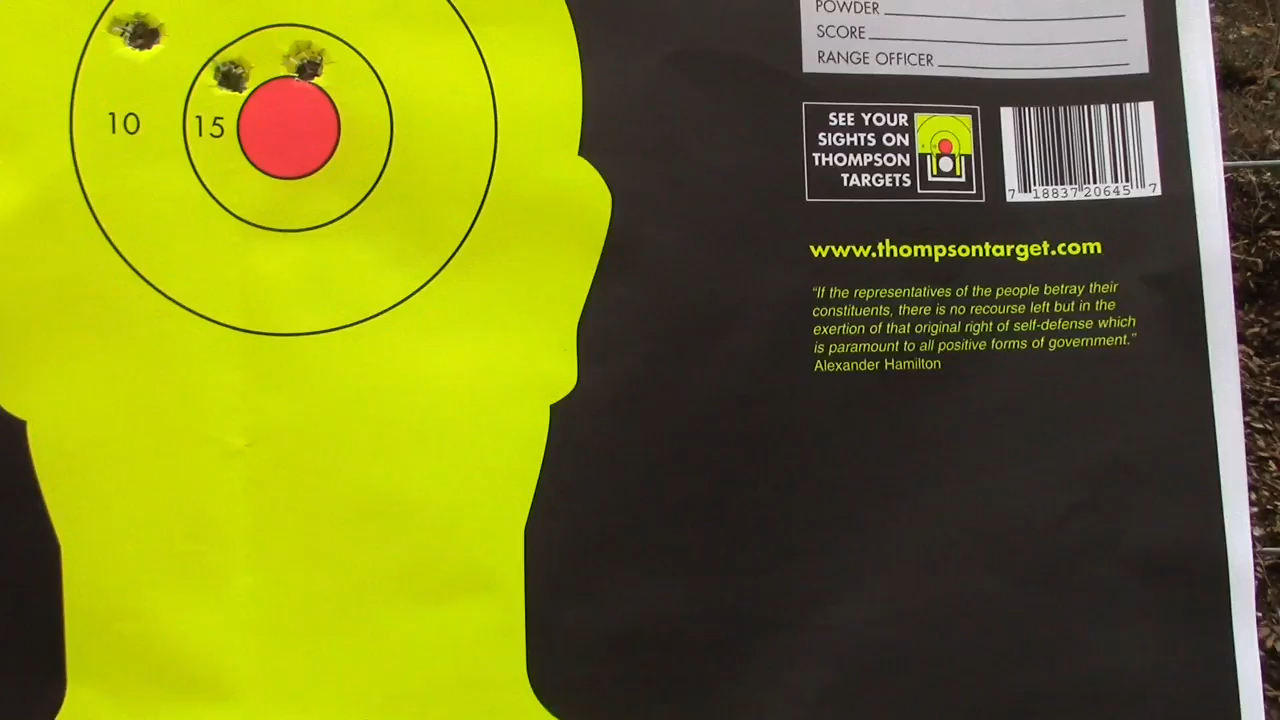 POWDER
SCORE
RANGE OFFICER
10
15
SEE YOUR
SIGHTS ON
THOMPSON
TARGETS
7 18837 20645 7
www.thompsontarget.com
“If the representatives of the people betray their
constituents, there is no recourse left but in the
exertion of that original right of self-defense which
is paramount to all positive forms of government.”
Alexander Hamilton